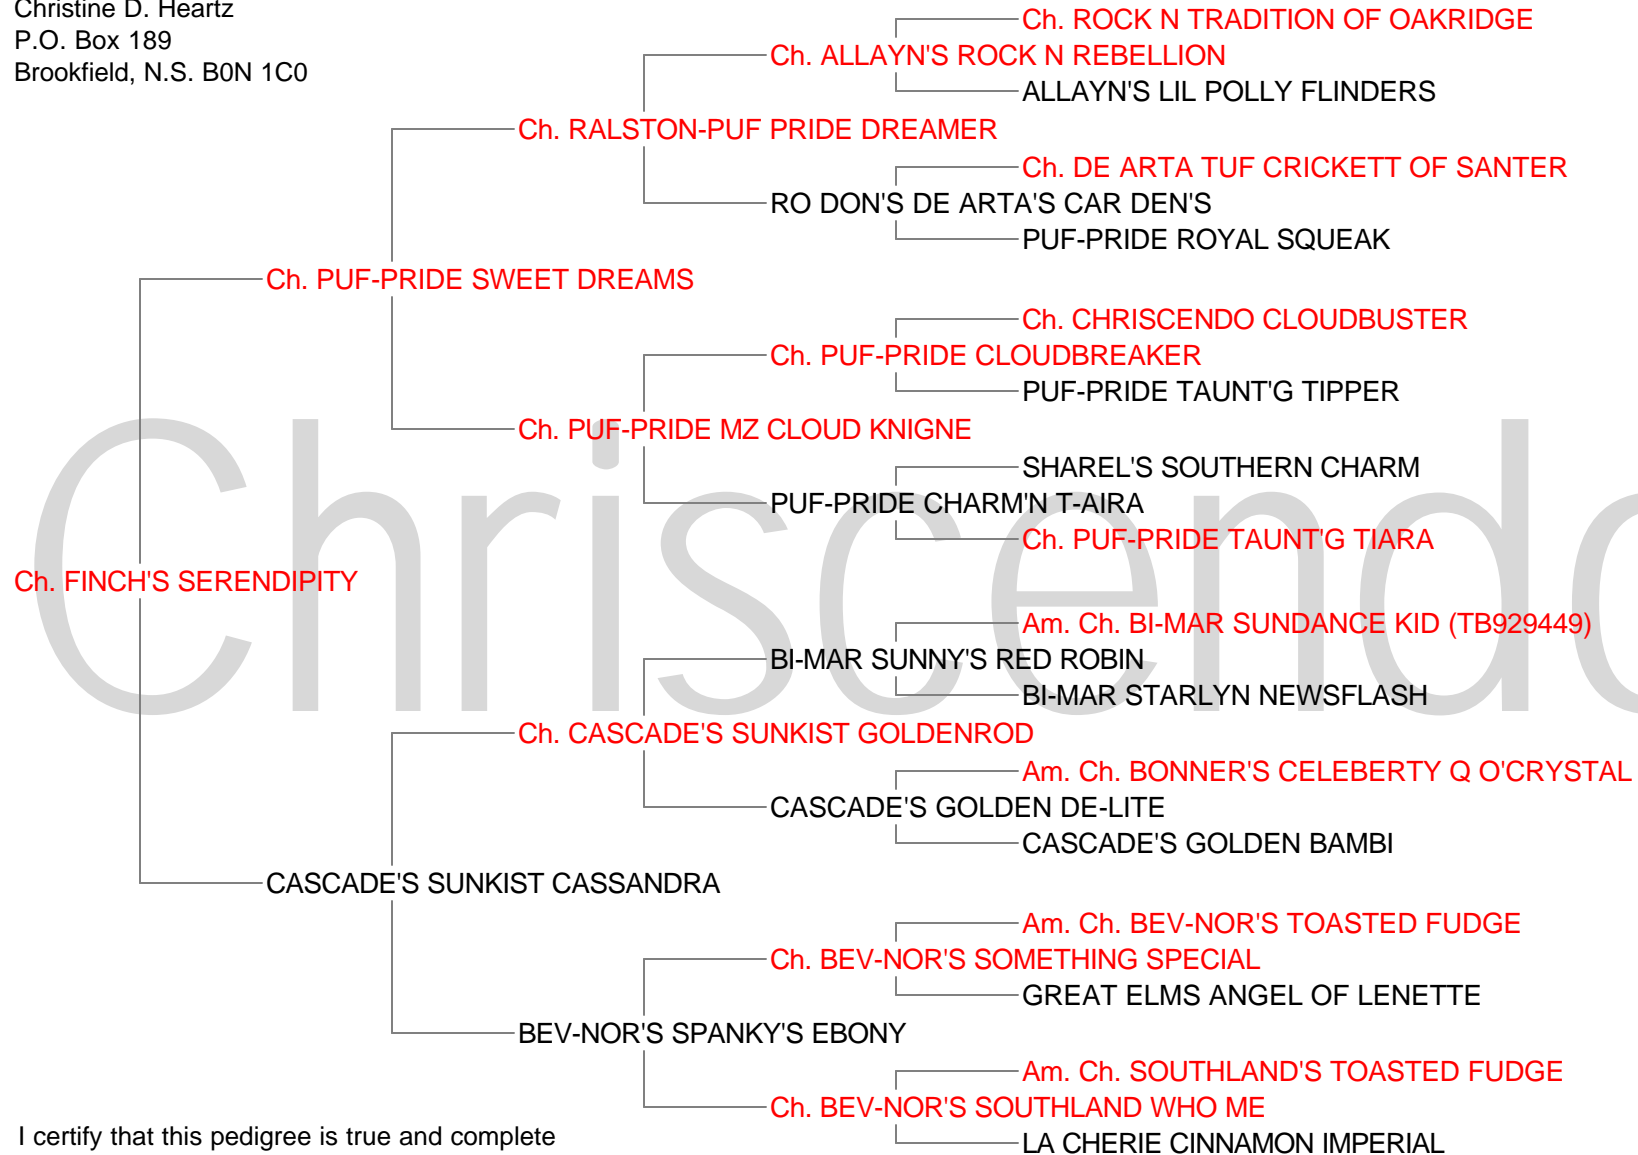 Christine D. Heartz
P.O. Box 189
Brookfield, N.S. B0N 1C0
Ch. ROCK N TRADITION OF OAKRIDGE
Ch. ALLAYN'S ROCK N REBELLION
ALLAYN'S LIL POLLY FLINDERS
Ch. RALSTON-PUF PRIDE DREAMER
Ch. DE ARTA TUF CRICKETT OF SANTER
RO DON'S DE ARTA'S CAR DEN'S
PUF-PRIDE ROYAL SQUEAK
Ch. PUF-PRIDE SWEET DREAMS
Ch. CHRISCENDO CLOUDBUSTER
Ch. PUF-PRIDE CLOUDBREAKER
PUF-PRIDE TAUNT'G TIPPER
Ch. PUF-PRIDE MZ CLOUD KNIGNE
SHAREL'S SOUTHERN CHARM
PUF-PRIDE CHARM'N T-AIRA
Ch. PUF-PRIDE TAUNT'G TIARA
Ch. FINCH'S SERENDIPITY
Chriscendo
Am. Ch. BI-MAR SUNDANCE KID (TB929449)
BI-MAR SUNNY'S RED ROBIN
BI-MAR STARLYN NEWSFLASH
Ch. CASCADE'S SUNKIST GOLDENROD
Am. Ch. BONNER'S CELEBERTY Q O'CRYSTAL
CASCADE'S GOLDEN DE-LITE
CASCADE'S GOLDEN BAMBI
CASCADE'S SUNKIST CASSANDRA
Am. Ch. BEV-NOR'S TOASTED FUDGE
Ch. BEV-NOR'S SOMETHING SPECIAL
GREAT ELMS ANGEL OF LENETTE
BEV-NOR'S SPANKY'S EBONY
Am. Ch. SOUTHLAND'S TOASTED FUDGE
Ch. BEV-NOR'S SOUTHLAND WHO ME
LA CHERIE CINNAMON IMPERIAL
I certify that this pedigree is true and complete